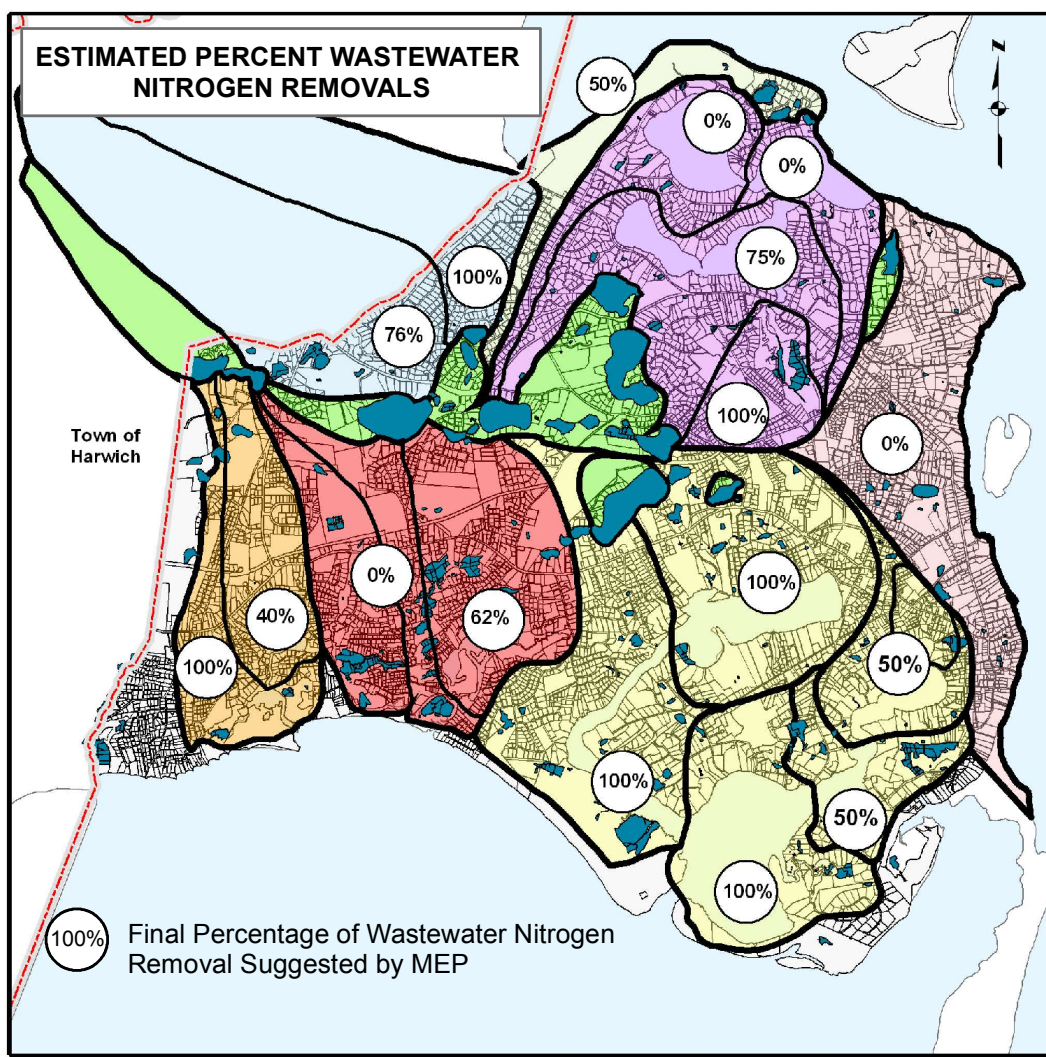 ESTIMATED PERCENT WASTEWATER
NITROGEN REMOVALS
N
50%
0%
0%
75%
100%
76%
100%
0%
Town of
Harwich
0%
100%
40%
62%
100%
50%
100%
50%
100%
100%
Final Percentage of Wastewater Nitrogen
Removal Suggested by MEP